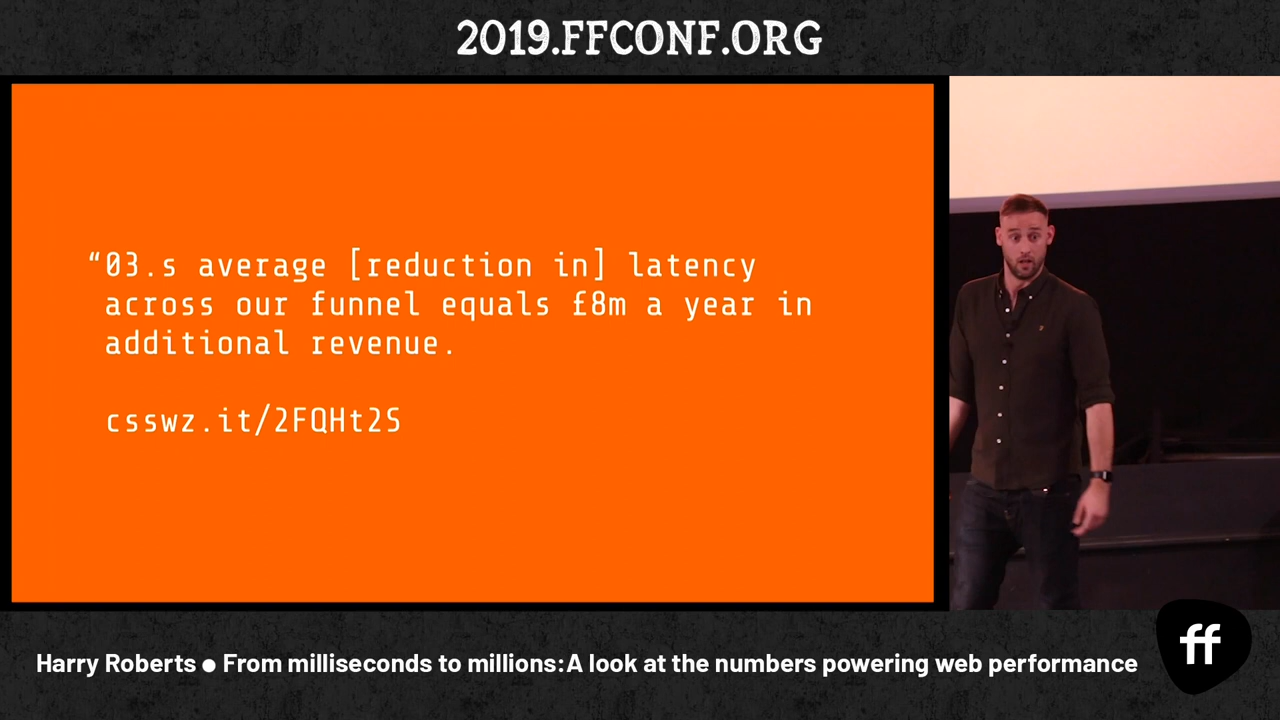 2019.FFCONF.ORG
“03.s average [reduction in] latency
across our funnel equals £8m a year in
additional revenue.
csswz.it/2FQHt2S
Harry Roberts ● From milliseconds to millions: A look at the numbers powering web performance
ff